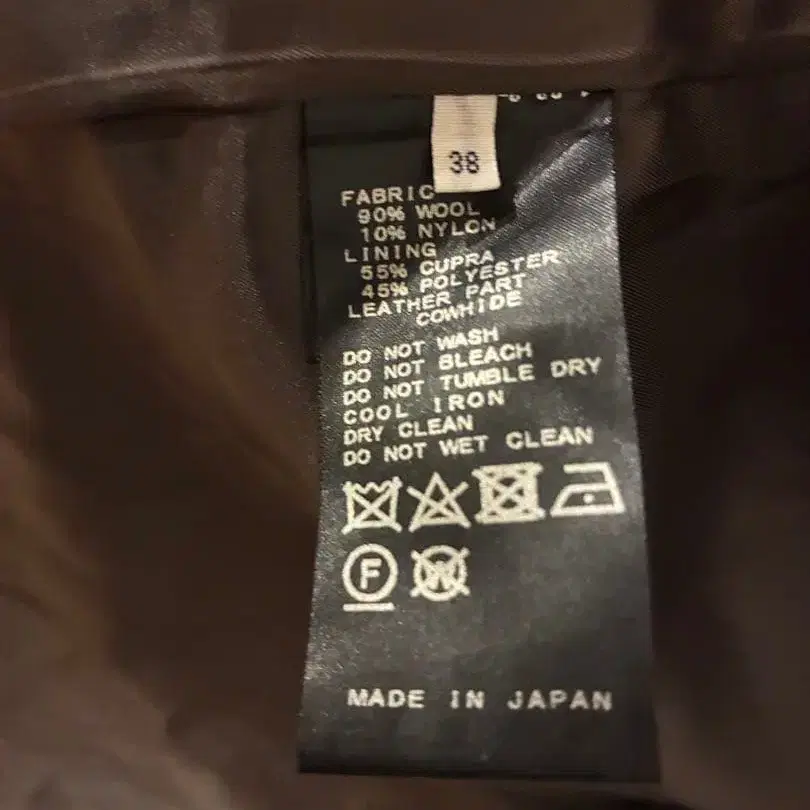 38
FABRIC
90% WOOL
10% NYLON
LINING
55% CUPRA
45% POLYESTER
LEATHER PART
COWHIDE
DO NOT WASH
DO NOT BLEACH
DO NOT TUMBLE DRY
COOL IRON
DRY CLEAN
DO NOT WET CLEAN
F W
MADE IN JAPAN